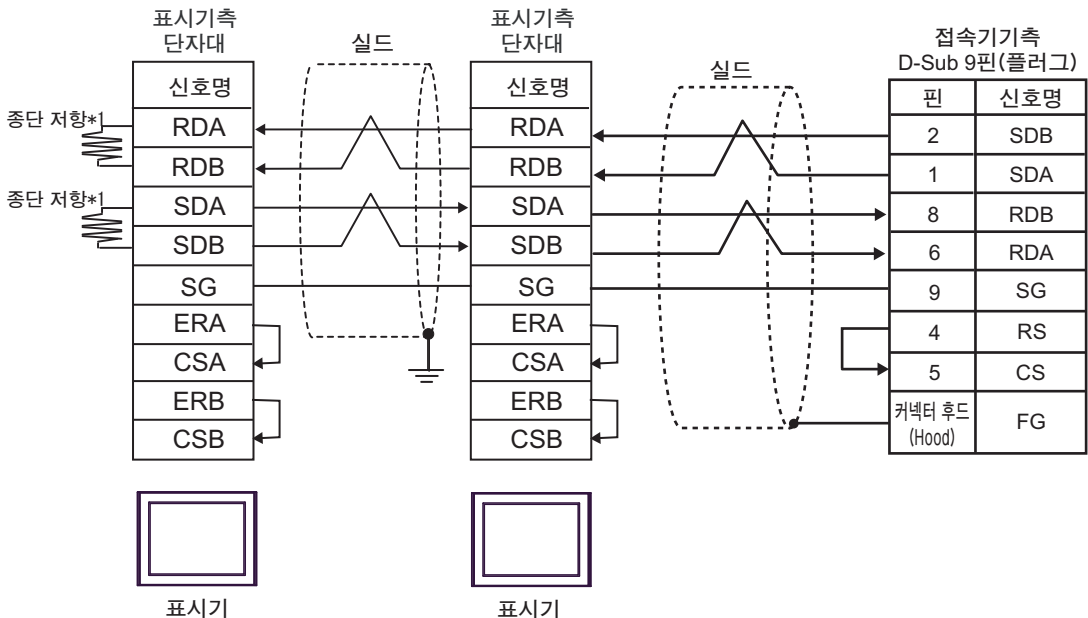 표시기측
단자대
신호명
RDA
RDB
SDA
SDB
SG
ERA
CSA
ERB
CSB
종단 저항*1
종단 저항*1
실드
표시기측
단자대
신호명
RDA
RDB
SDA
SDB
SG
ERA
CSA
ERB
CSB
실드
접속기기측
D-Sub 9핀(플러그)
핀 신호명
2 SDB
1 SDA
8 RDB
6 RDA
9 SG
4 RS
5 CS
커넥터 후드
(Hood)
FG
표시기
표시기